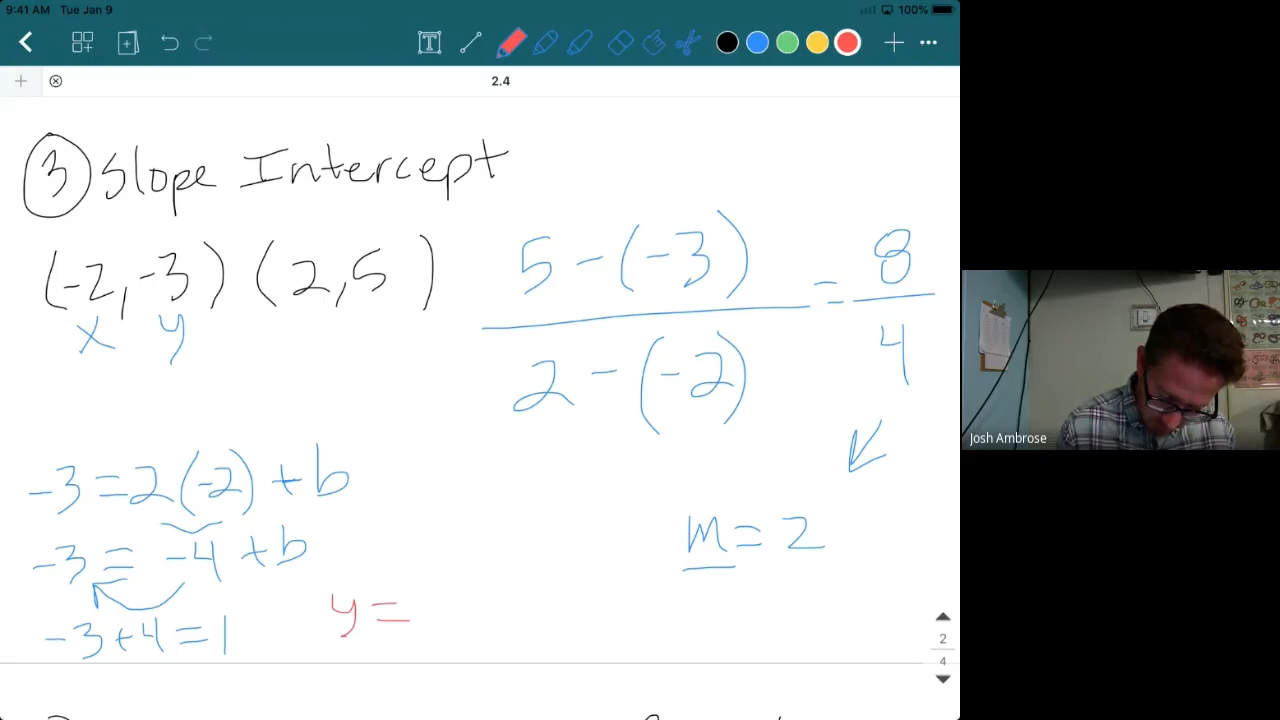 9:41 AM Tue Jan 9 100%
2.4
3 Slope Intercept
(-2,-3) (2,5)
x y
5-(-3) = 8
2-(-2) 4
m=2
-3=2(-2)+b
-3=-4+b
-3+4=1
y=
2
4
Josh Ambrose